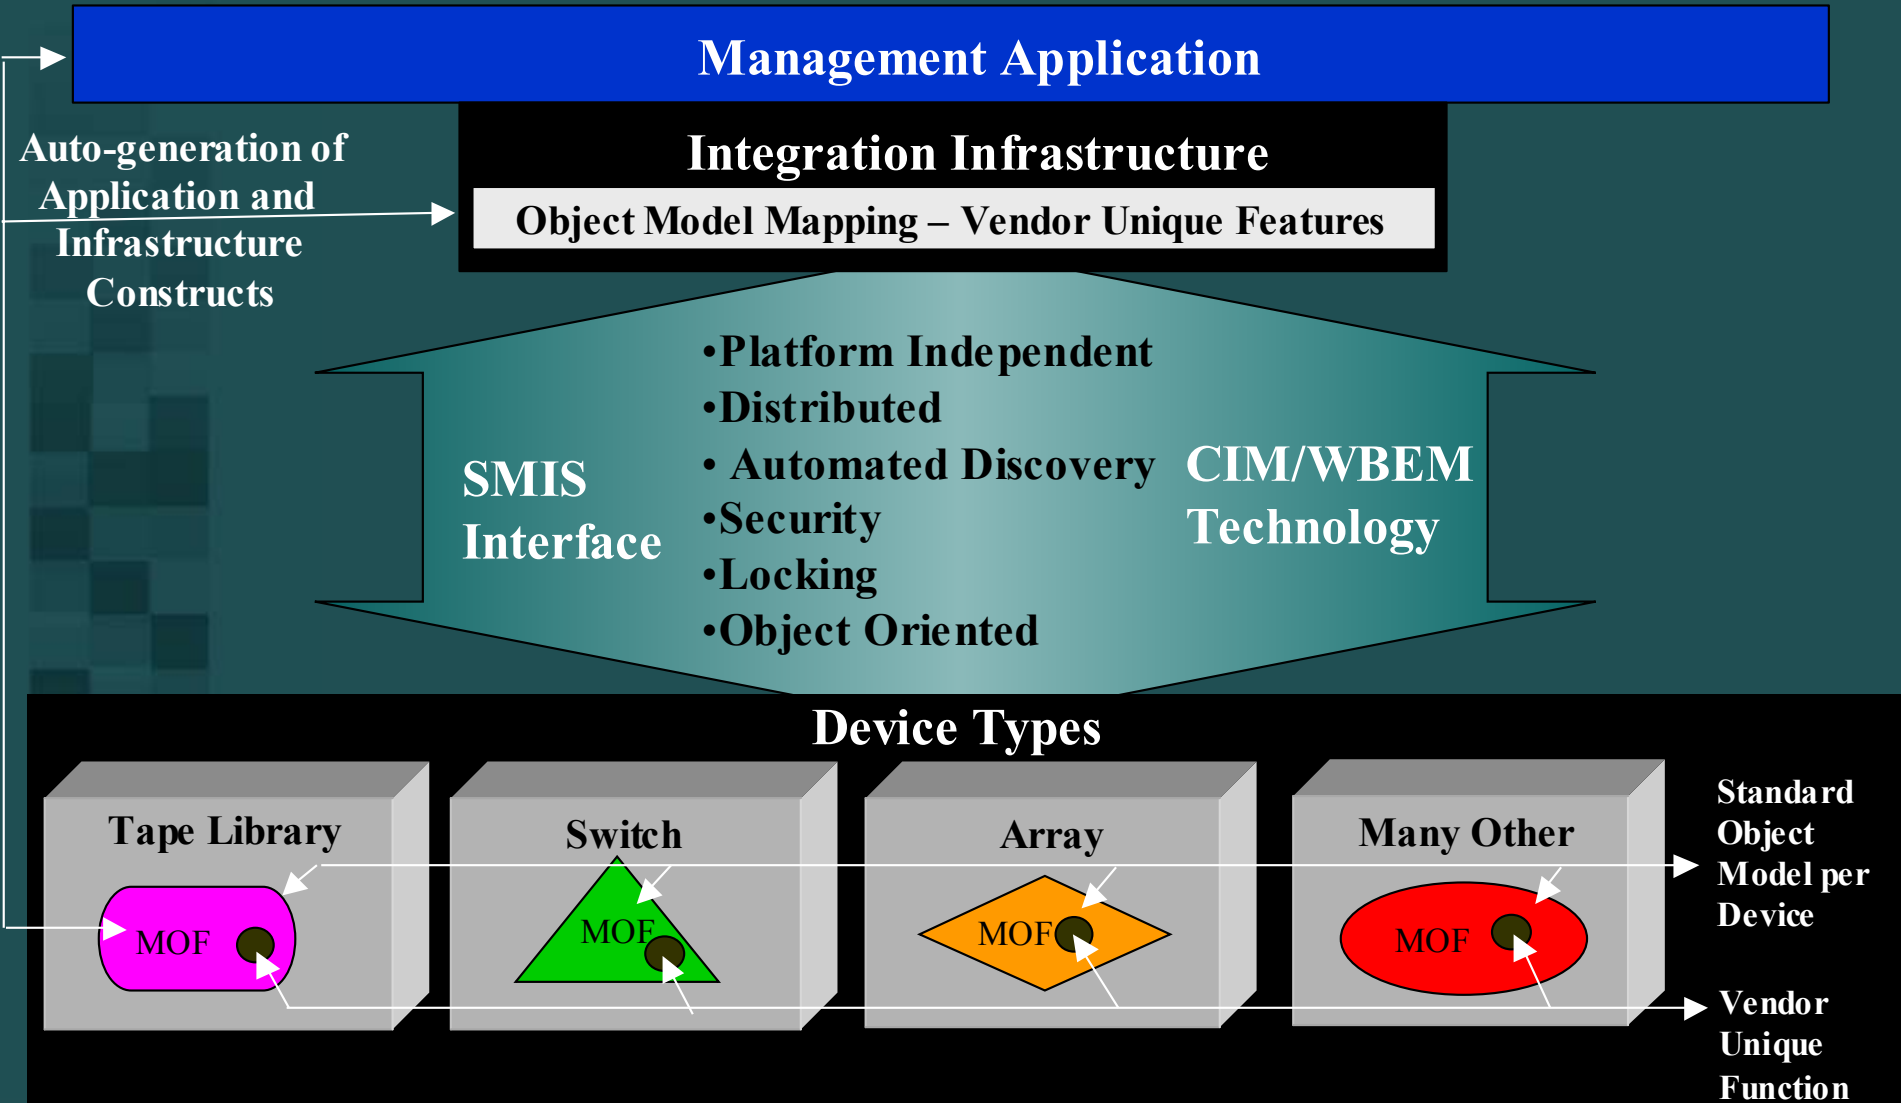 Management Application
Integration Infrastructure
Object Model Mapping – Vendor Unique Features
Auto-generation of
Application and
Infrastructure
Constructs
•Platform Independent
•Distributed
• Automated Discovery
•Security
•Locking
•Object Oriented
SMIS
Interface
CIM/WBEM
Technology
Device Types
Tape Library
Switch
Array
Many Other
MOF
MOF
MOF
MOF
Standard
Object
Model per
Device
Vendor
Unique
Function